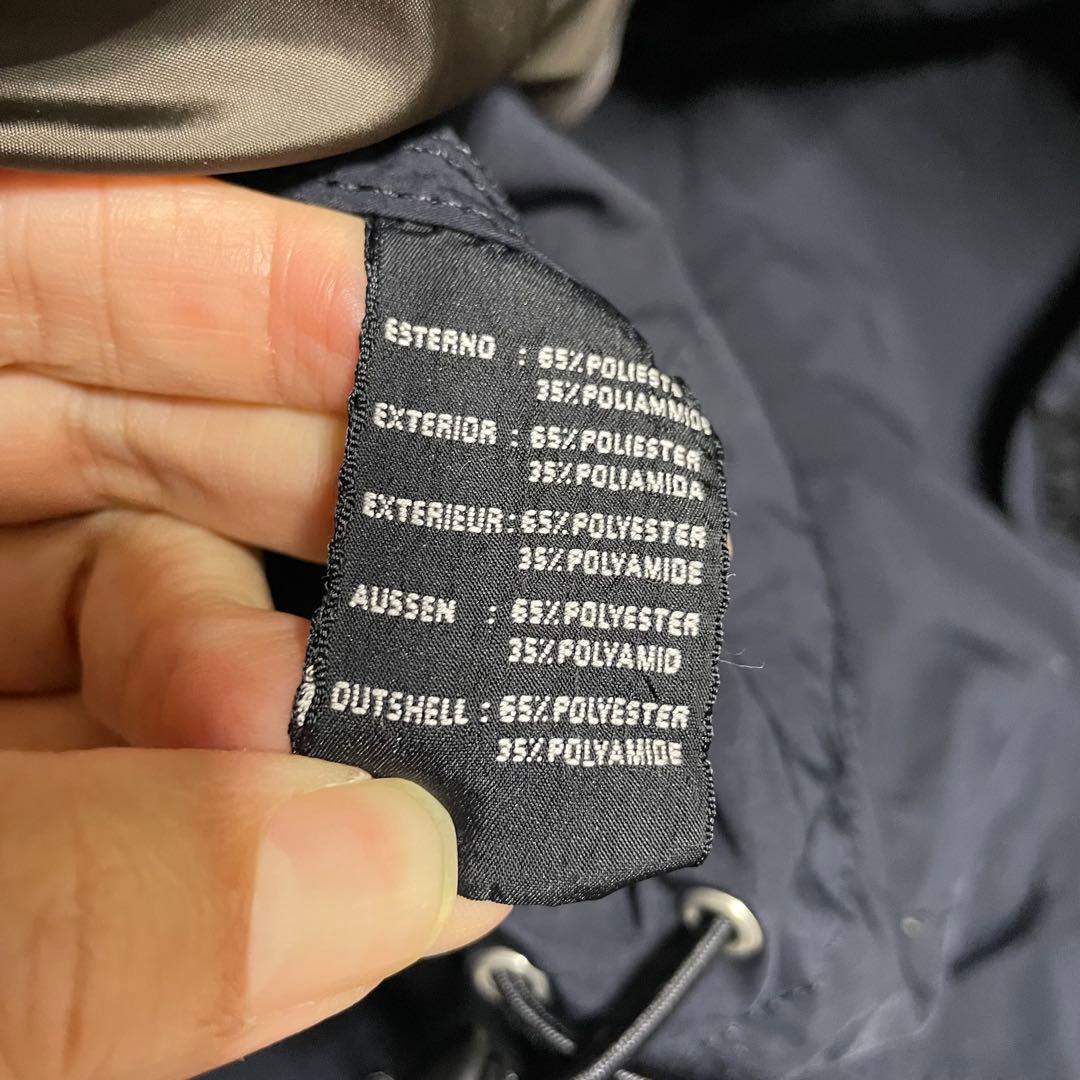 ESTERNO : 65% POLIESTE
35% POLIAMMIDE
EXTERIOR : 65% POLIESTER
35% POLIAMIDA
EXTERIEUR : 65% POLYESTER
35% POLYAMIDE
AUSSEN : 65% POLYESTER
35% POLYAMID
OUTSHELL : 65% POLYESTER
35% POLYAMIDE